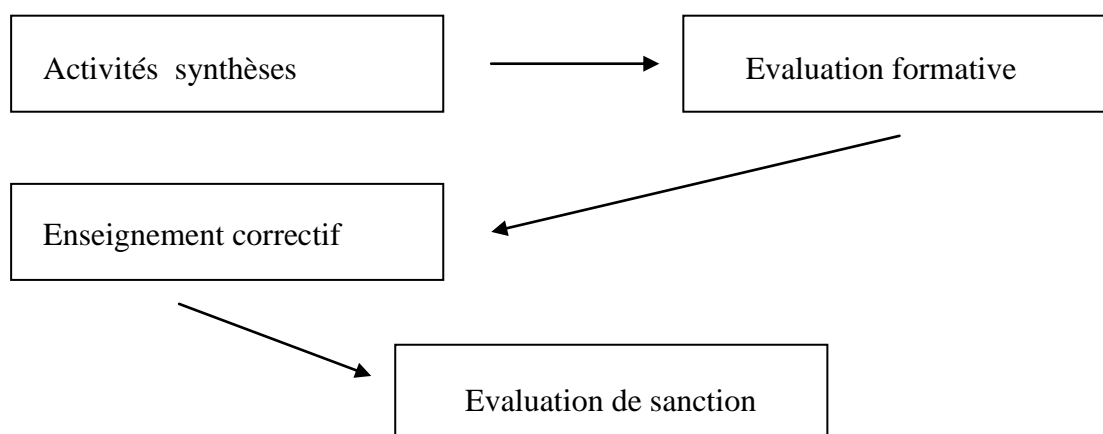 Activités synthèses
Evaluation formative
Enseignement correctif
Evaluation de sanction